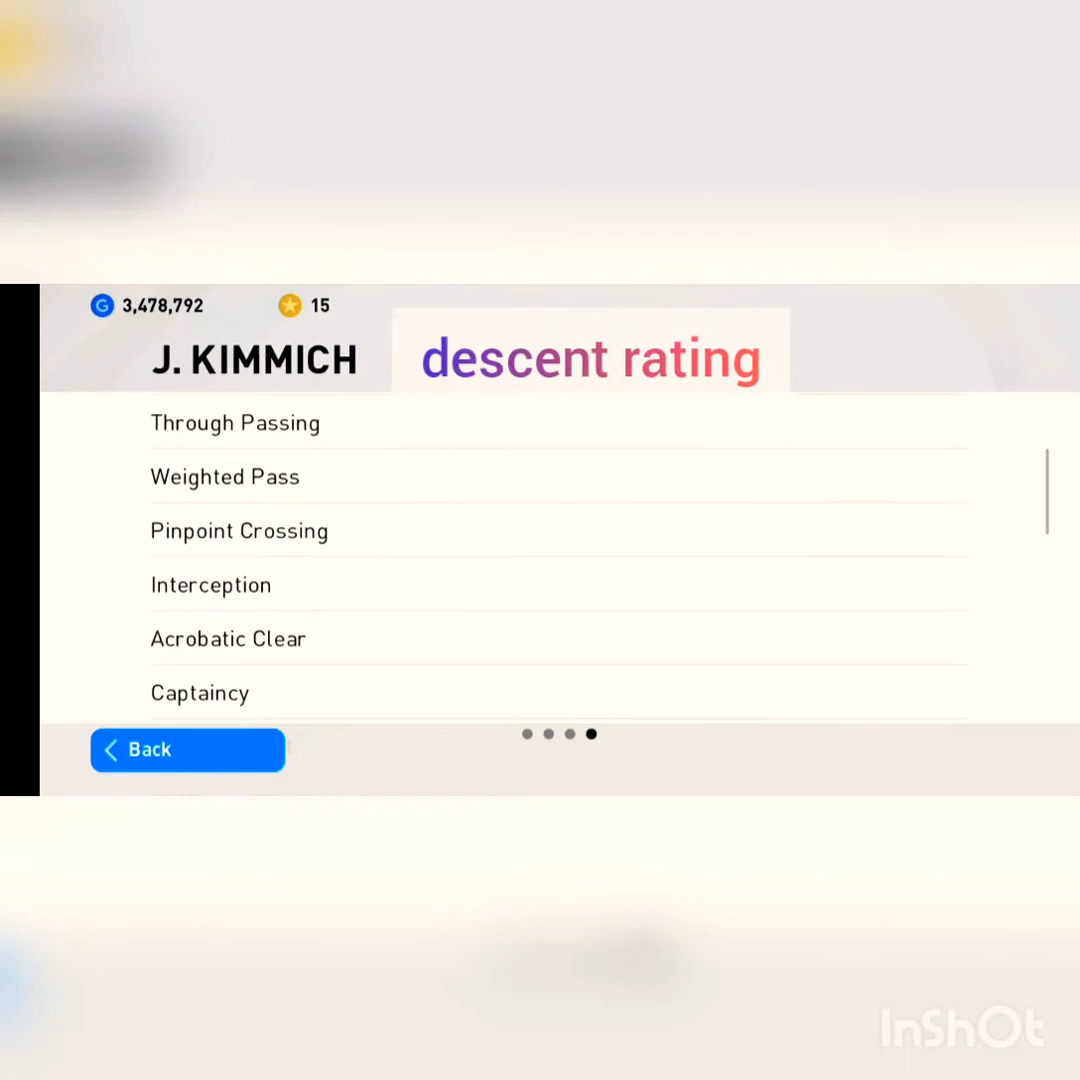 G 3,478,792 15
J. KIMMICH descent rating
Through Passing
Weighted Pass
Pinpoint Crossing
Interception
Acrobatic Clear
Captaincy
Back
InShOt